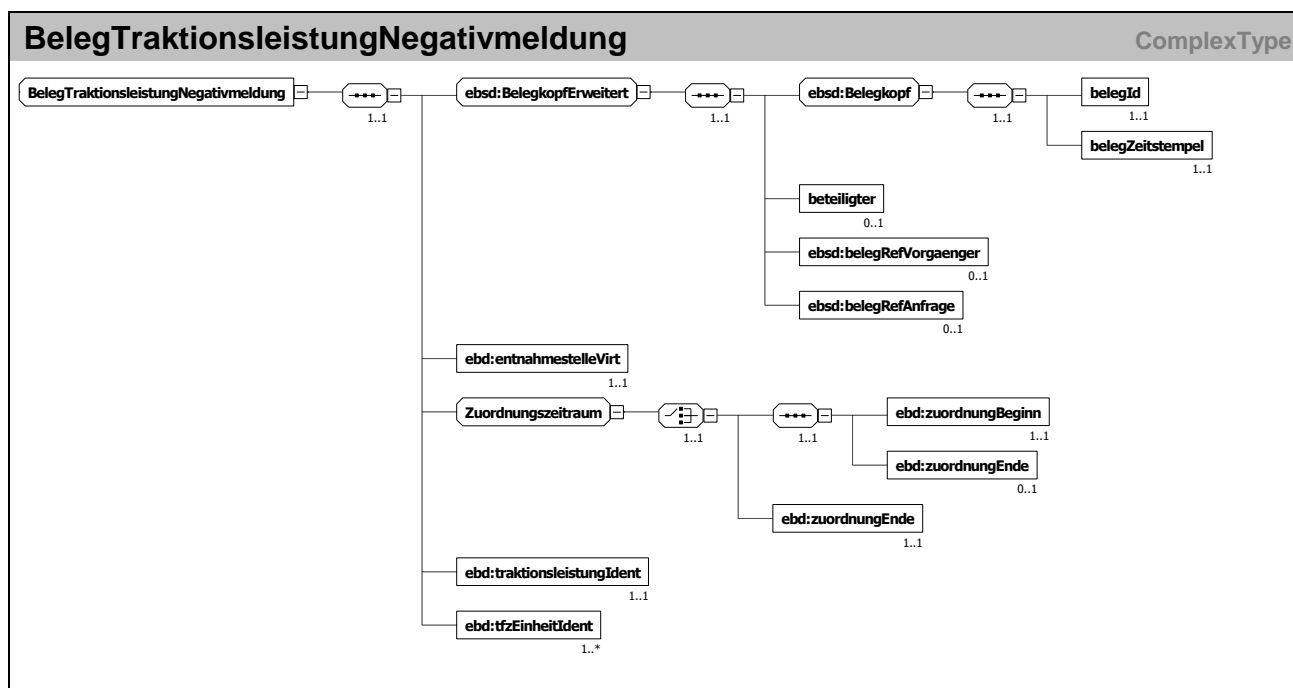 BelegTraktionsleistungNegativmeldung ComplexType
BelegTraktionsleistungNegativmeldung
1..1
ebsd:BelegkopfErweitert
1..1
ebsd:Belegkopf
1..1
belegId
1..1
belegZeitstempel
1..1
beteiligter
0..1
ebsd:belegRefVorgaenger
0..1
ebsd:belegRefAnfrage
0..1
ebd:entnahmestelleVirt
1..1
Zuordnungszeitraum
1..1
1..1
ebd:zuordnungBeginn
1..1
ebd:zuordnungEnde
0..1
ebd:zuordnungEnde
1..1
ebd:traktionsleistungIdent
1..1
ebd:tfzEinheitIdent
1..*